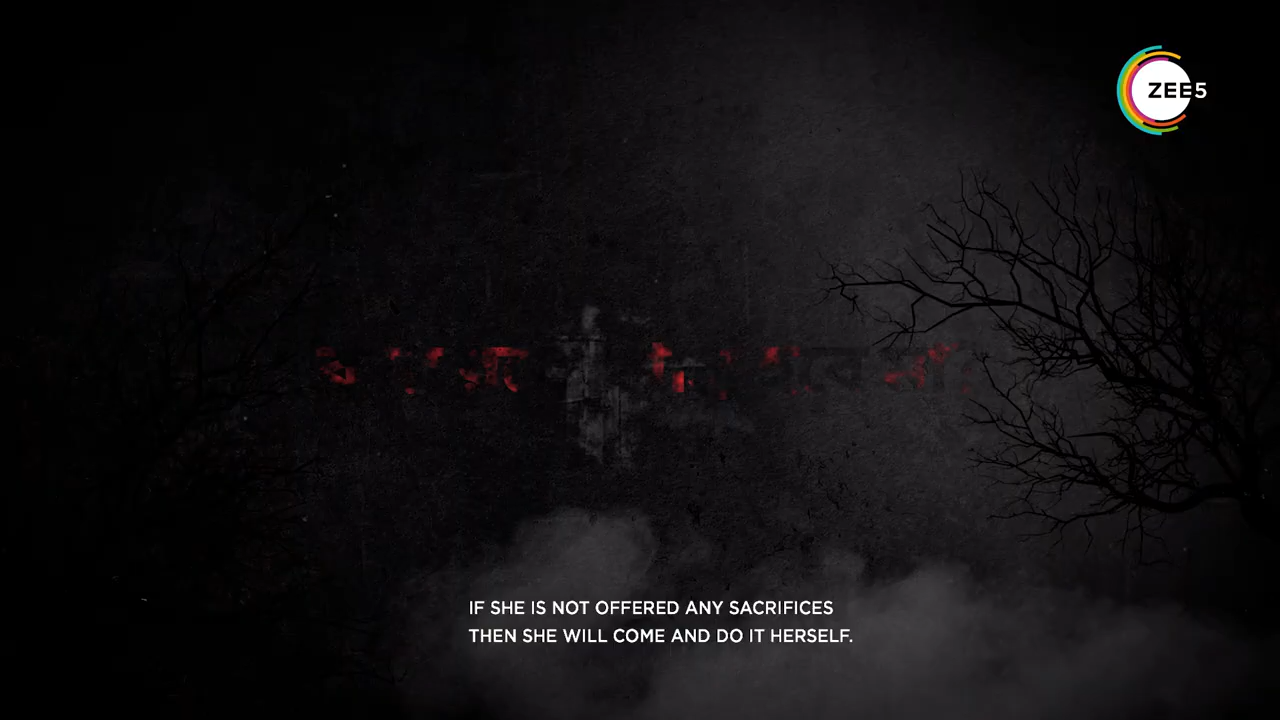 ZEE5
IF SHE IS NOT OFFERED ANY SACRIFICES
THEN SHE WILL COME AND DO IT HERSELF.